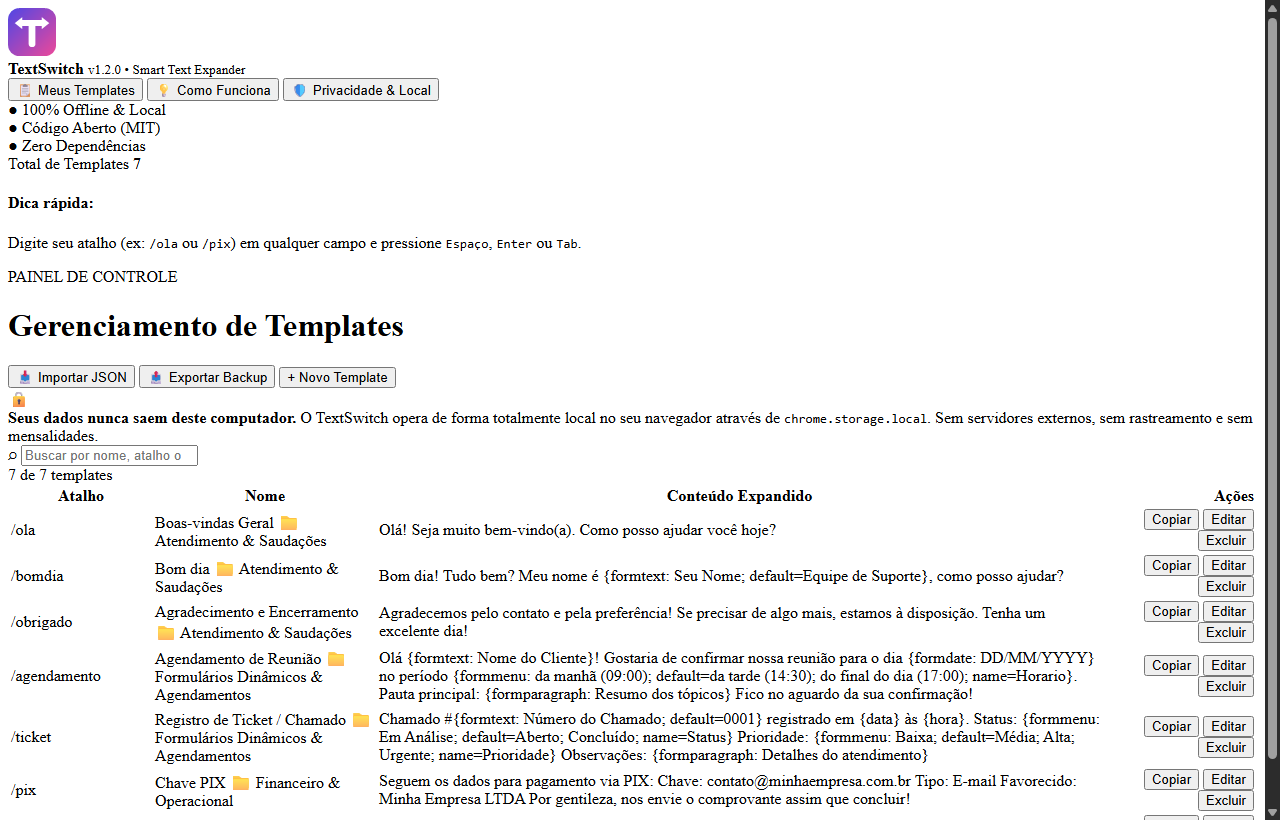 T
TextSwitch v1.2.0 • Smart Text Expander
📋 Meus Templates 💡 Como Funciona 🛡️ Privacidade & Local
● 100% Offline & Local
● Código Aberto (MIT)
● Zero Dependências
Total de Templates 7
Dica rápida:
Digite seu atalho (ex: /ola ou /pix) em qualquer campo e pressione Espaço, Enter ou Tab.
PAINEL DE CONTROLE
Gerenciamento de Templates
📥 Importar JSON 📤 Exportar Backup + Novo Template
🔒
Seus dados nunca saem deste computador. O TextSwitch opera de forma totalmente local no seu navegador através de chrome.storage.local. Sem servidores externos, sem rastreamento e sem
mensalidades.
⌕ Buscar por nome, atalho o
7 de 7 templates
Atalho Nome Conteúdo Expandido Ações
/ola
Boas-vindas Geral 📁
Atendimento & Saudações
Olá! Seja muito bem-vindo(a). Como posso ajudar você hoje?
Copiar Editar
Excluir
/bomdia
Bom dia 📁 Atendimento &
Saudações
Bom dia! Tudo bem? Meu nome é {formtext: Seu Nome; default=Equipe de Suporte}, como posso ajudar?
Copiar Editar
Excluir
/obrigado
Agradecimento e Encerramento
📁 Atendimento & Saudações
Agradecemos pelo contato e pela preferência! Se precisar de algo mais, estamos à disposição. Tenha um
excelente dia!
Copiar Editar
Excluir
/agendamento
Agendamento de Reunião 📁
Formulários Dinâmicos &
Agendamentos
Olá {formtext: Nome do Cliente}! Gostaria de confirmar nossa reunião para o dia {formdate: DD/MM/YYYY}
no período {formmenu: da manhã (09:00); default=da tarde (14:30); do final do dia (17:00); name=Horario}.
Pauta principal: {formparagraph: Resumo dos tópicos} Fico no aguardo da sua confirmação!
Copiar Editar
Excluir
/ticket
Registro de Ticket / Chamado 📁
Formulários Dinâmicos &
Agendamentos
Chamado #{formtext: Número do Chamado; default=0001} registrado em {data} às {hora}. Status: {formmenu:
Em Análise; default=Aberto; Concluído; name=Status} Prioridade: {formmenu: Baixa; default=Média; Alta;
Urgente; name=Prioridade} Observações: {formparagraph: Detalhes do atendimento}
Copiar Editar
Excluir
/pix
Chave PIX 📁 Financeiro &
Operacional
Seguem os dados para pagamento via PIX: Chave: contato@minhaempresa.com.br Tipo: E-mail Favorecido:
Minha Empresa LTDA Por gentileza, nos envie o comprovante assim que concluir!
Copiar Editar
Excluir